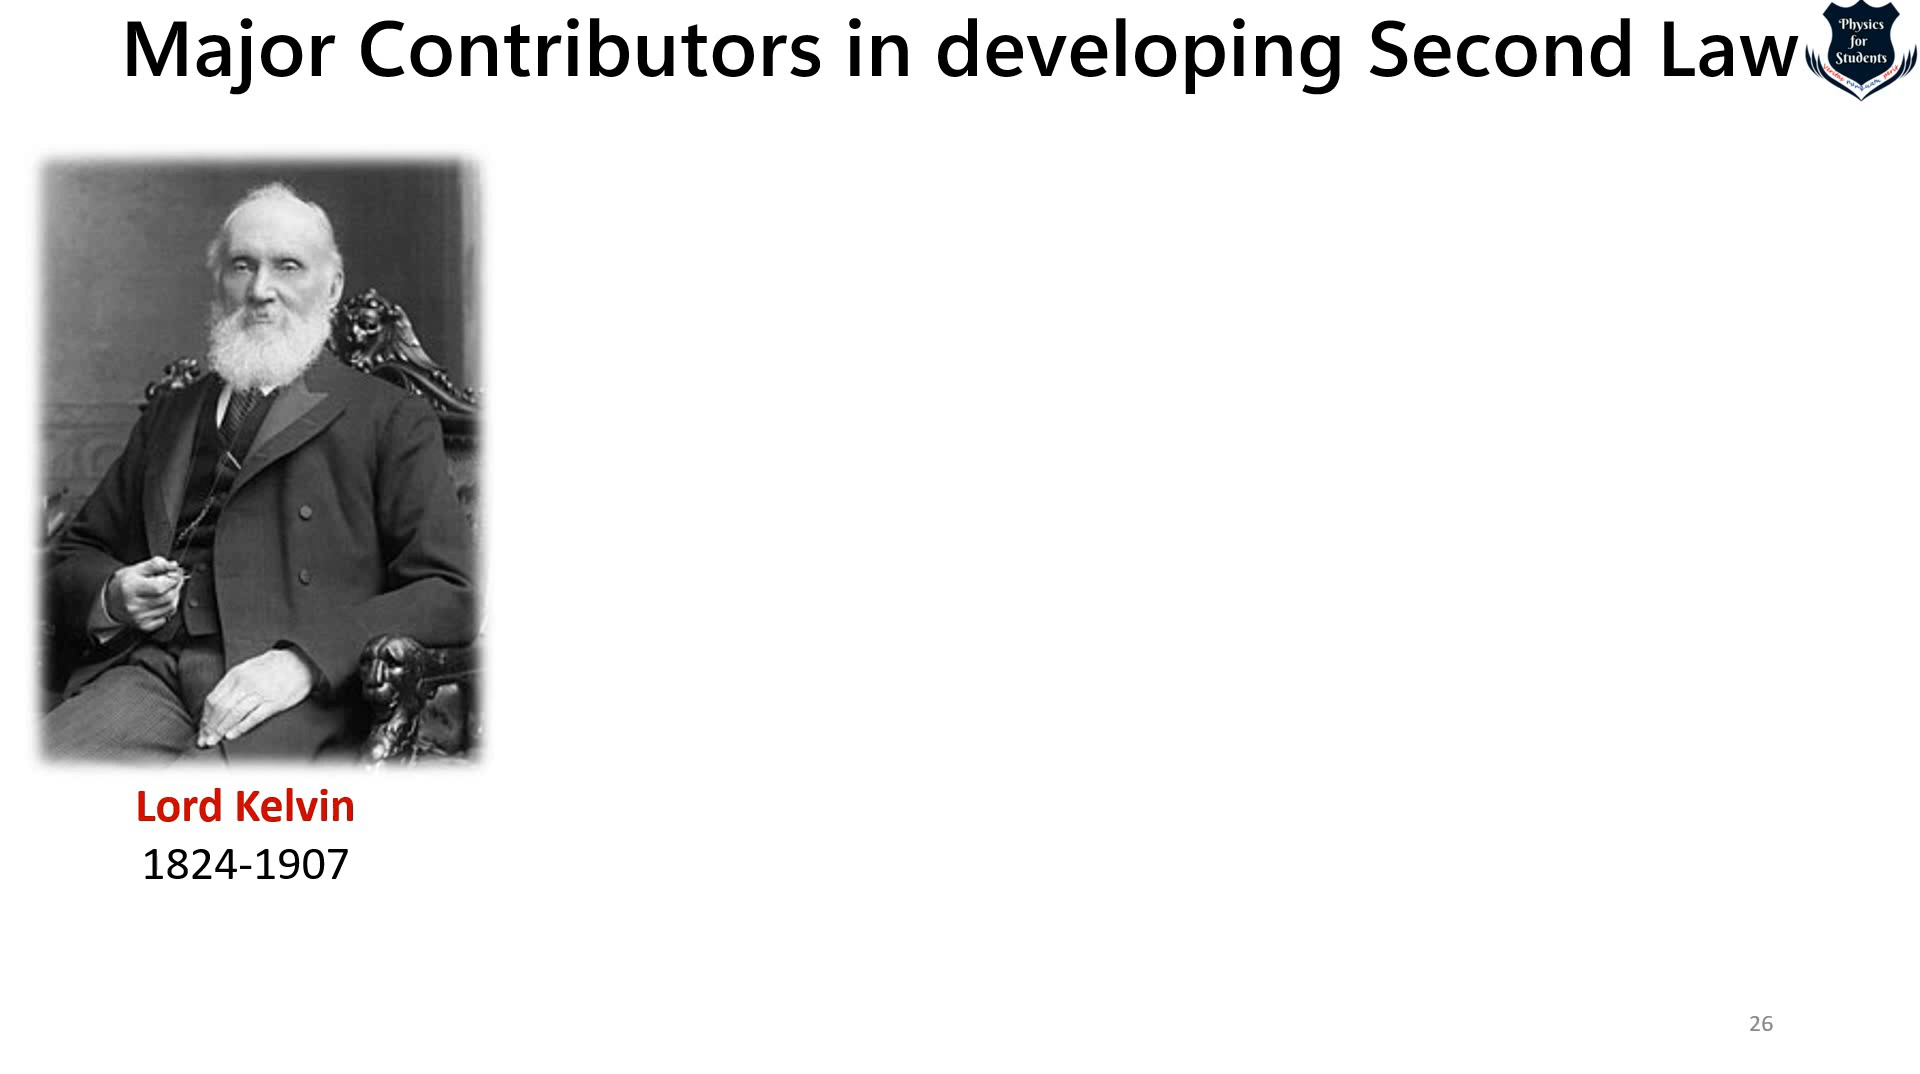 Major Contributors in developing Second Law
Physics
for
Students
Lord Kelvin
1824-1907
26